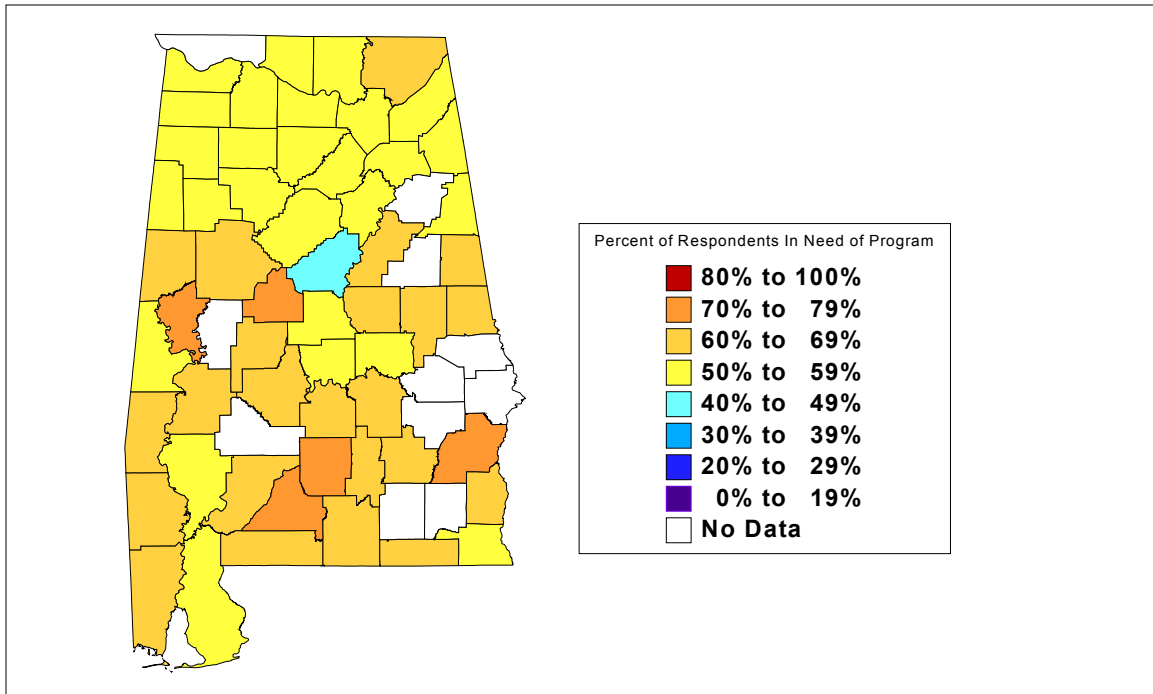 Percent of Respondents In Need of Program
80% to 100%
70% to 79%
60% to 69%
50% to 59%
40% to 49%
30% to 39%
20% to 29%
0% to 19%
No Data